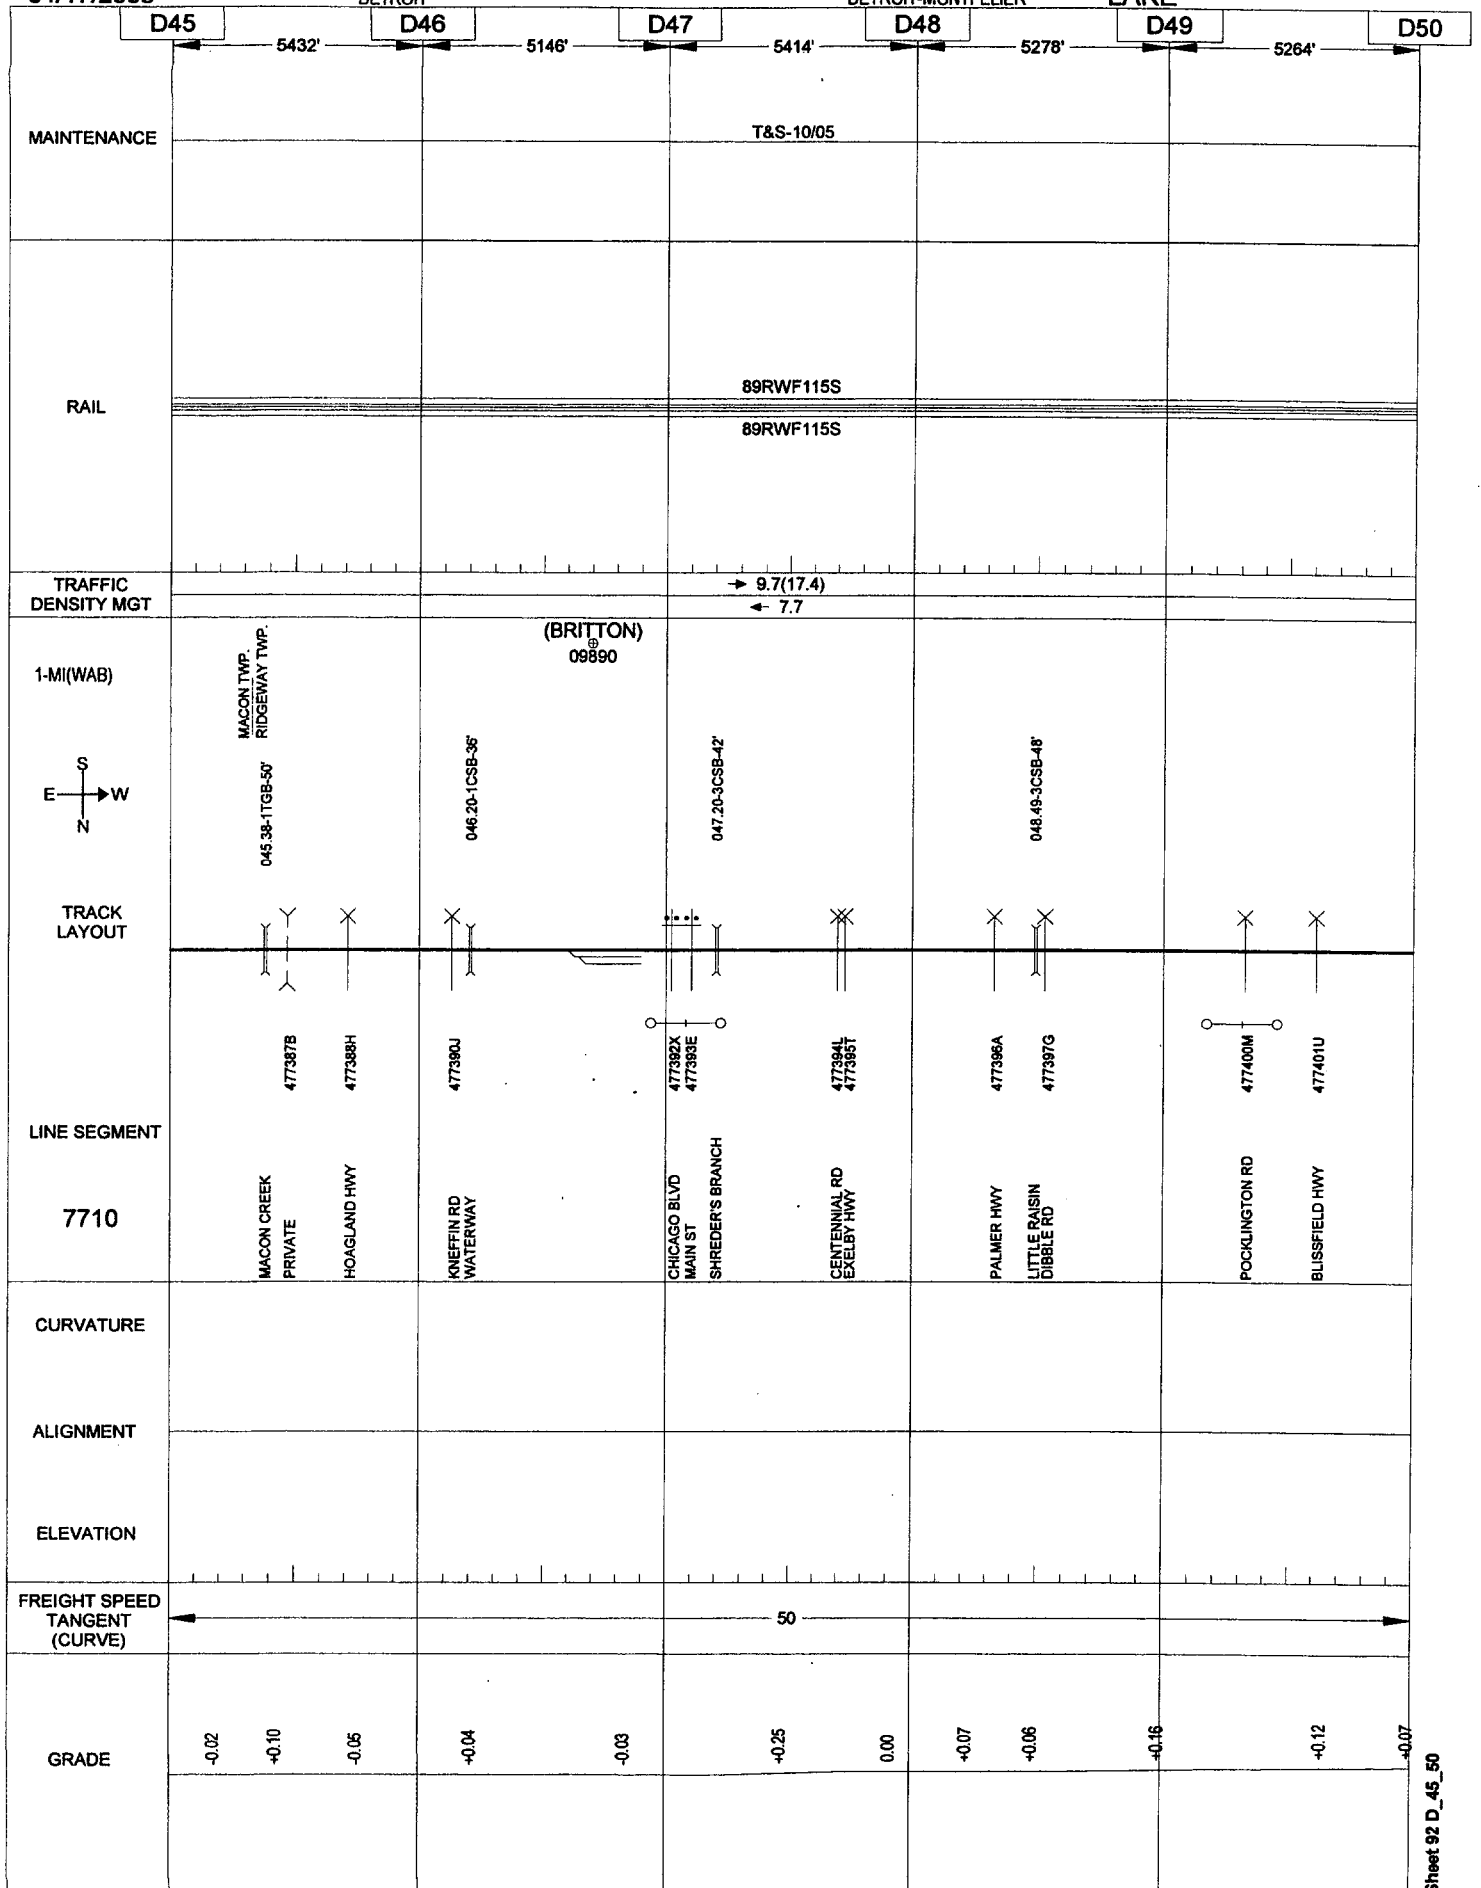 DETROIT
DETROIT-MONTPELIER
LAKE
D45
D46
D47
D48
D49
D50
5432'
5146'
5414'
5278'
5264'
MAINTENANCE
T&S-10/05
RAIL
89RWF115S
89RWF115S
TRAFFIC
DENSITY MGT
9.7(17.4)
7.7
1-MI(WAB)
MACON TWP.
RIDGEWAY TWP.
(BRITTON)
09890
S
E
W
N
045.38-1TGB-50'
046.20-1CSB-36'
047.20-3CSB-42'
048.49-3CSB-48'
TRACK
LAYOUT
477387B
477388H
477390J
477392X
477393E
477394L
477395T
477396A
477397G
477400M
477401U
LINE SEGMENT
7710
MACON CREEK
PRIVATE
HOAGLAND HWY
KNEFFIN RD
WATERWAY
CHICAGO BLVD
MAIN ST
SHREDER'S BRANCH
CENTENNIAL RD
EXELBY HWY
PALMER HWY
LITTLE RAISIN
DIBBLE RD
POCKLINGTON RD
BLISSFIELD HWY
CURVATURE
ALIGNMENT
ELEVATION
FREIGHT SPEED
TANGENT
(CURVE)
50
GRADE
-0.02
+0.10
-0.05
+0.04
-0.03
+0.25
0.00
+0.07
+0.06
+0.16
+0.12
+0.07
Sheet 92 D_45_50